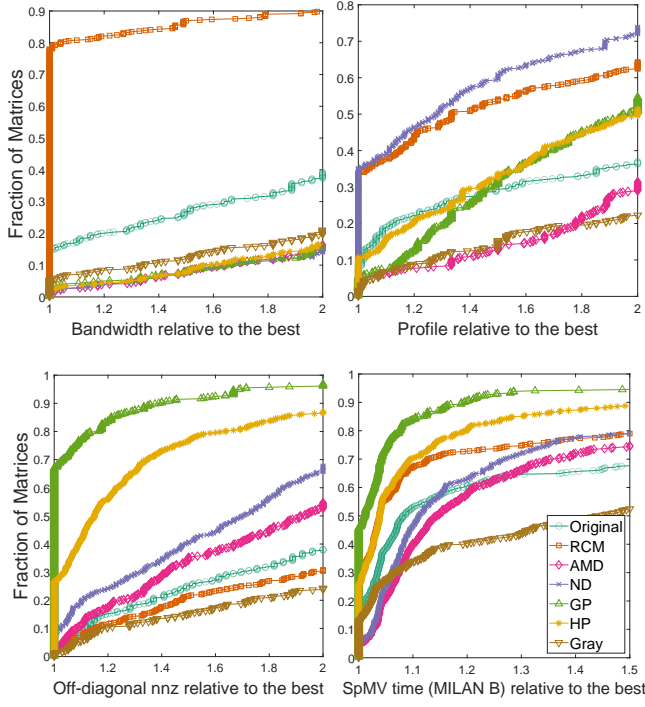 0.9
0.8
0.7
0.6
0.5
0.4
0.3
0.2
0.1
0
Fraction of Matrices
1 1.2 1.4 1.6 1.8 2
Bandwidth relative to the best
0.8
0.7
0.6
0.5
0.4
0.3
0.2
0.1
0
1 1.2 1.4 1.6 1.8 2
Profile relative to the best
1
0.9
0.8
0.7
0.6
0.5
0.4
0.3
0.2
0.1
0
Fraction of Matrices
1 1.2 1.4 1.6 1.8 2
Off-diagonal nnz relative to the best
1
0.9
0.8
0.7
0.6
0.5
0.4
0.3
0.2
0.1
0
Original
RCM
AMD
ND
GP
HP
Gray
1 1.1 1.2 1.3 1.4 1.5
SpMV time (MILAN B) relative to the best